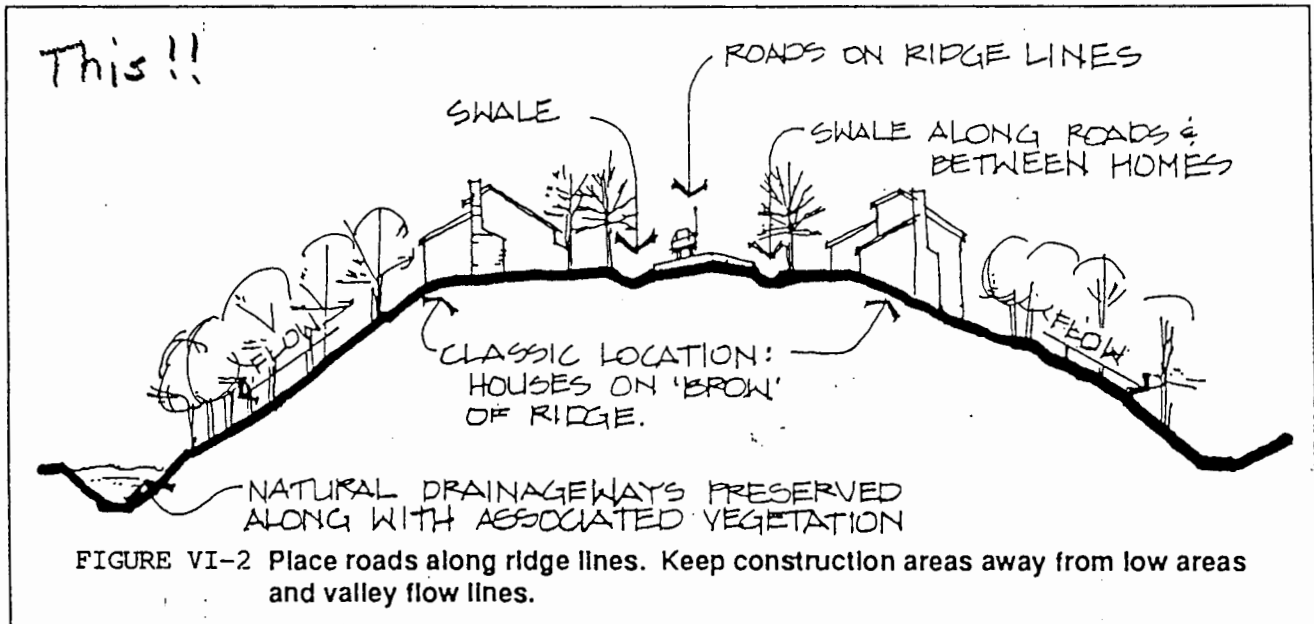 This!!
ROADS ON RIDGE LINES
SWALE
SWALE ALONG ROADS &
BETWEEN HOMES
FLOW
FLOW
CLASSIC LOCATION:
HOUSES ON 'BROW'
OF RIDGE.
NATURAL DRAINAGEWAYS PRESERVED
ALONG WITH ASSOCIATED VEGETATION
FIGURE VI-2 Place roads along ridge lines. Keep construction areas away from low areas
and valley flow lines.